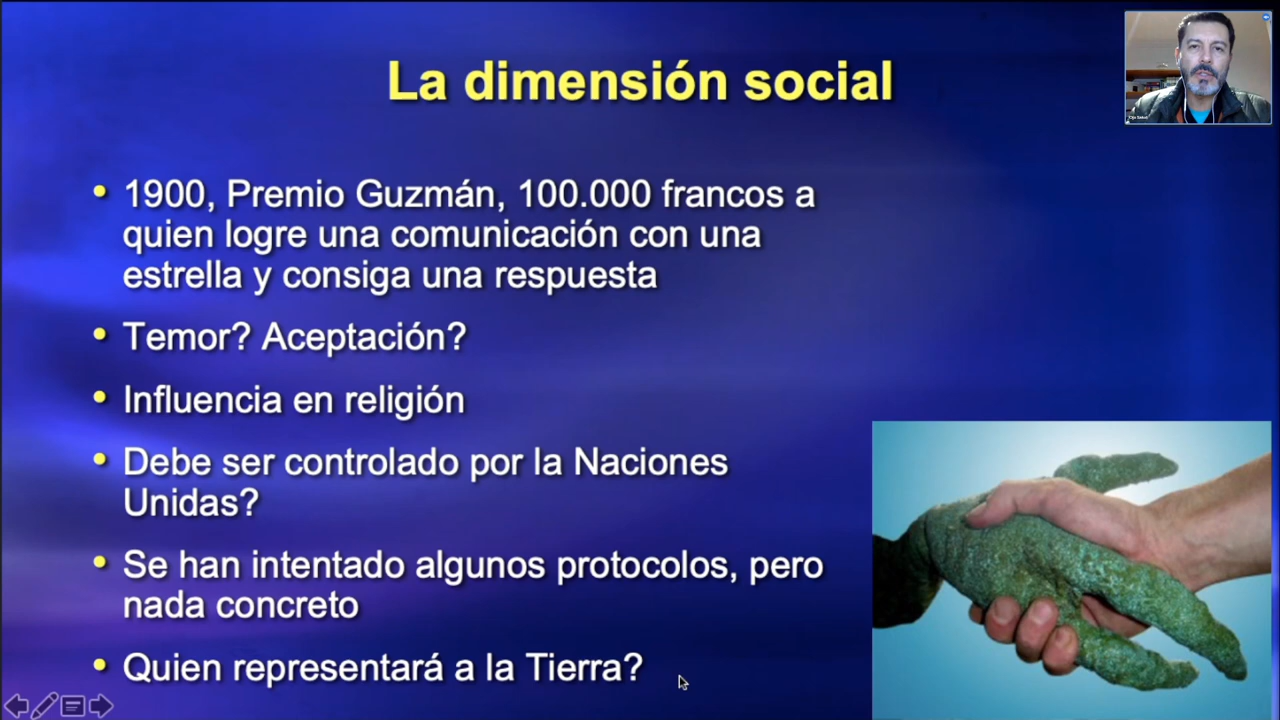 La dimensión social
1900, Premio Guzmán, 100.000 francos a
quien logre una comunicación con una
estrella y consiga una respuesta
Temor? Aceptación?
Influencia en religión
Debe ser controlado por la Naciones
Unidas?
Se han intentado algunos protocolos, pero
nada concreto
Quien representará a la Tierra?